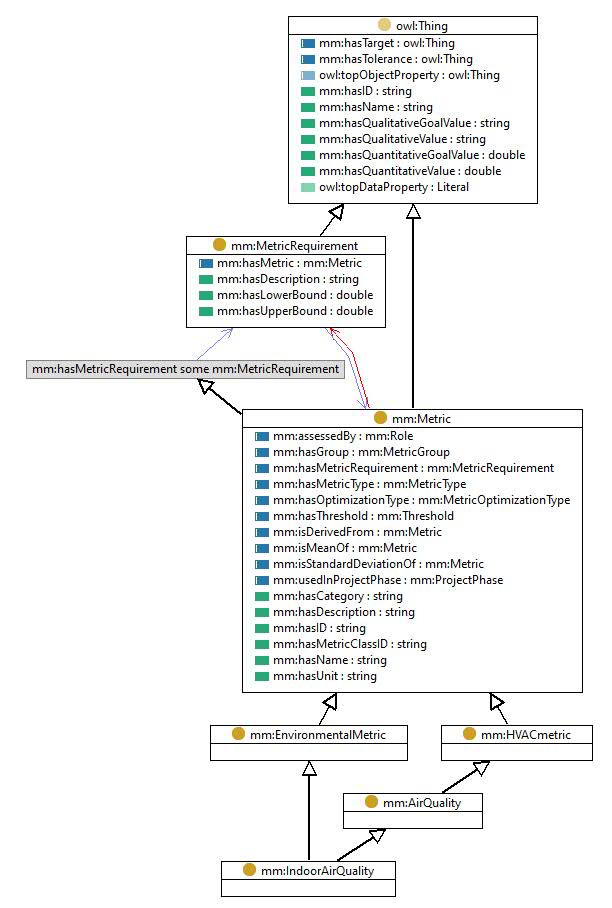 owl:Thing
mm:hasTarget : owl:Thing
mm:hasTolerance : owl:Thing
owl:topObjectProperty : owl:Thing
mm:hasID : string
mm:hasName : string
mm:hasQualitativeGoalValue : string
mm:hasQualitativeValue : string
mm:hasQuantitativeGoalValue : double
mm:hasQuantitativeValue : double
owl:topDataProperty : Literal
mm:MetricRequirement
mm:hasMetric : mm:Metric
mm:hasDescription : string
mm:hasLowerBound : double
mm:hasUpperBound : double
mm:hasMetricRequirement some mm:MetricRequirement
mm:Metric
mm:assessedBy : mm:Role
mm:hasGroup : mm:MetricGroup
mm:hasMetricRequirement : mm:MetricRequirement
mm:hasMetricType : mm:MetricType
mm:hasOptimizationType : mm:MetricOptimizationType
mm:hasThreshold : mm:Threshold
mm:isDerivedFrom : mm:Metric
mm:isMeanOf : mm:Metric
mm:isStandardDeviationOf : mm:Metric
mm:usedInProjectPhase : mm:ProjectPhase
mm:hasCategory : string
mm:hasDescription : string
mm:hasID : string
mm:hasMetricClassID : string
mm:hasName : string
mm:hasUnit : string
mm:EnvironmentalMetric
mm:HVACmetric
mm:AirQuality
mm:IndoorAirQuality